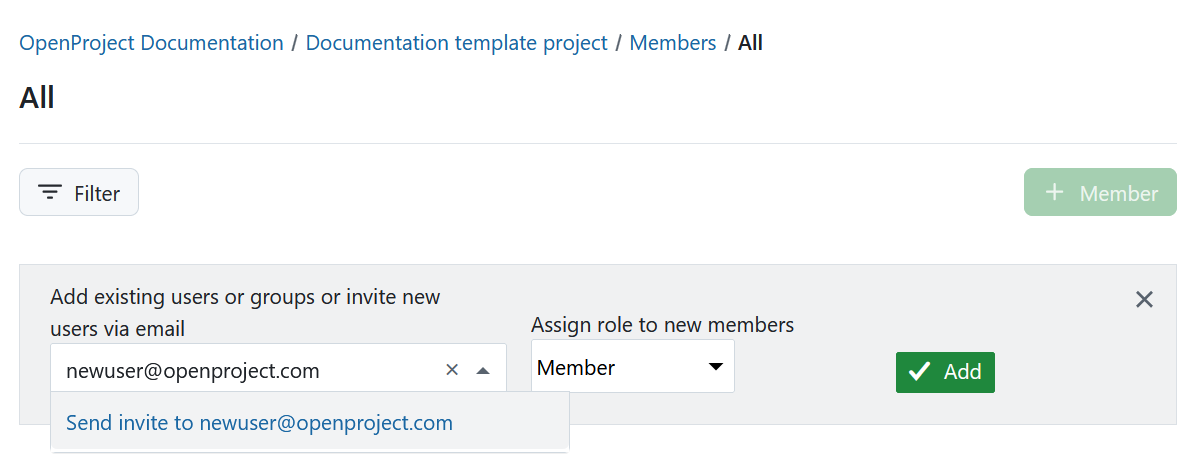 OpenProject Documentation / Documentation template project / Members / All
All
Filter
+ Member
Add existing users or groups or invite new
users via email
Assign role to new members
newuser@openproject.com
Member
Add
Send invite to newuser@openproject.com